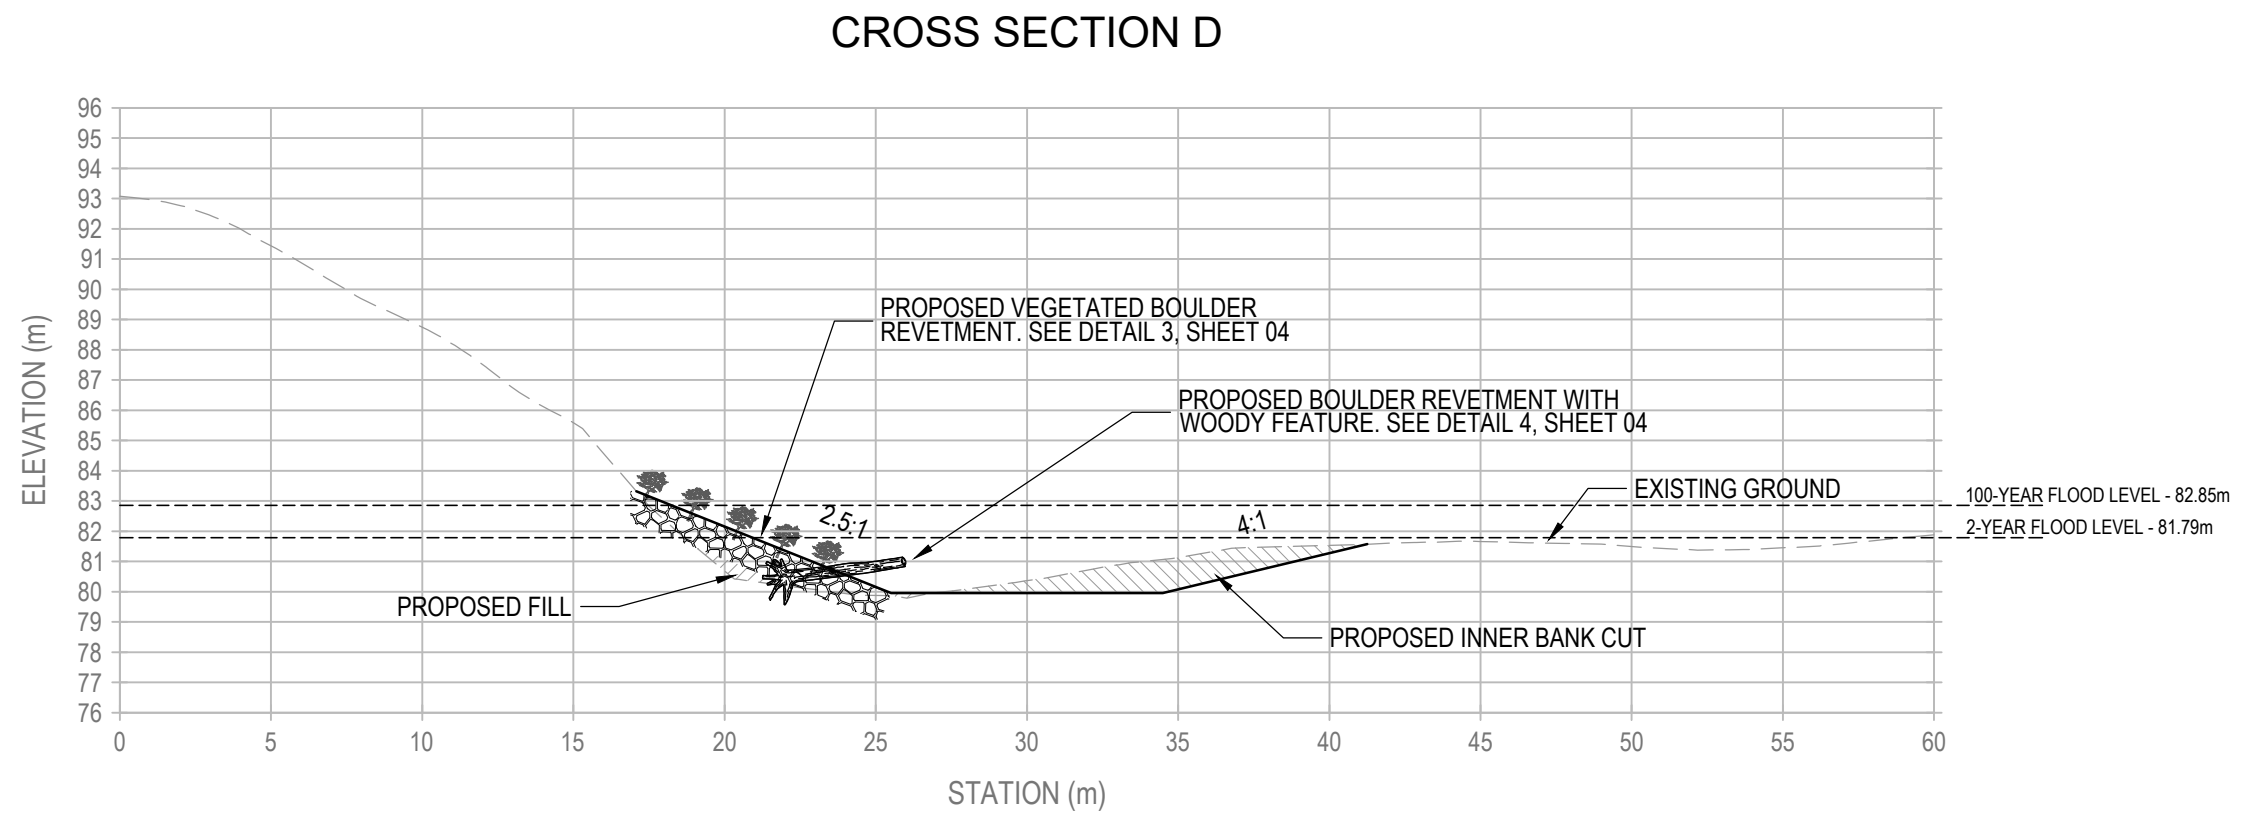 CROSS SECTION D
96
95
94
93
92
91
90
89
88
87
86
85
84
83
82
81
80
79
78
77
76
ELEVATION (m)
PROPOSED VEGETATED BOULDER
REVETMENT. SEE DETAIL 3, SHEET 04
PROPOSED BOULDER REVETMENT WITH
WOODY FEATURE. SEE DETAIL 4, SHEET 04
EXISTING GROUND
100-YEAR FLOOD LEVEL - 82.85m
2-YEAR FLOOD LEVEL - 81.79m
2.5:1
4:1
PROPOSED FILL
PROPOSED INNER BANK CUT
0 5 10 15 20 25 30 35 40 45 50 55 60
STATION (m)